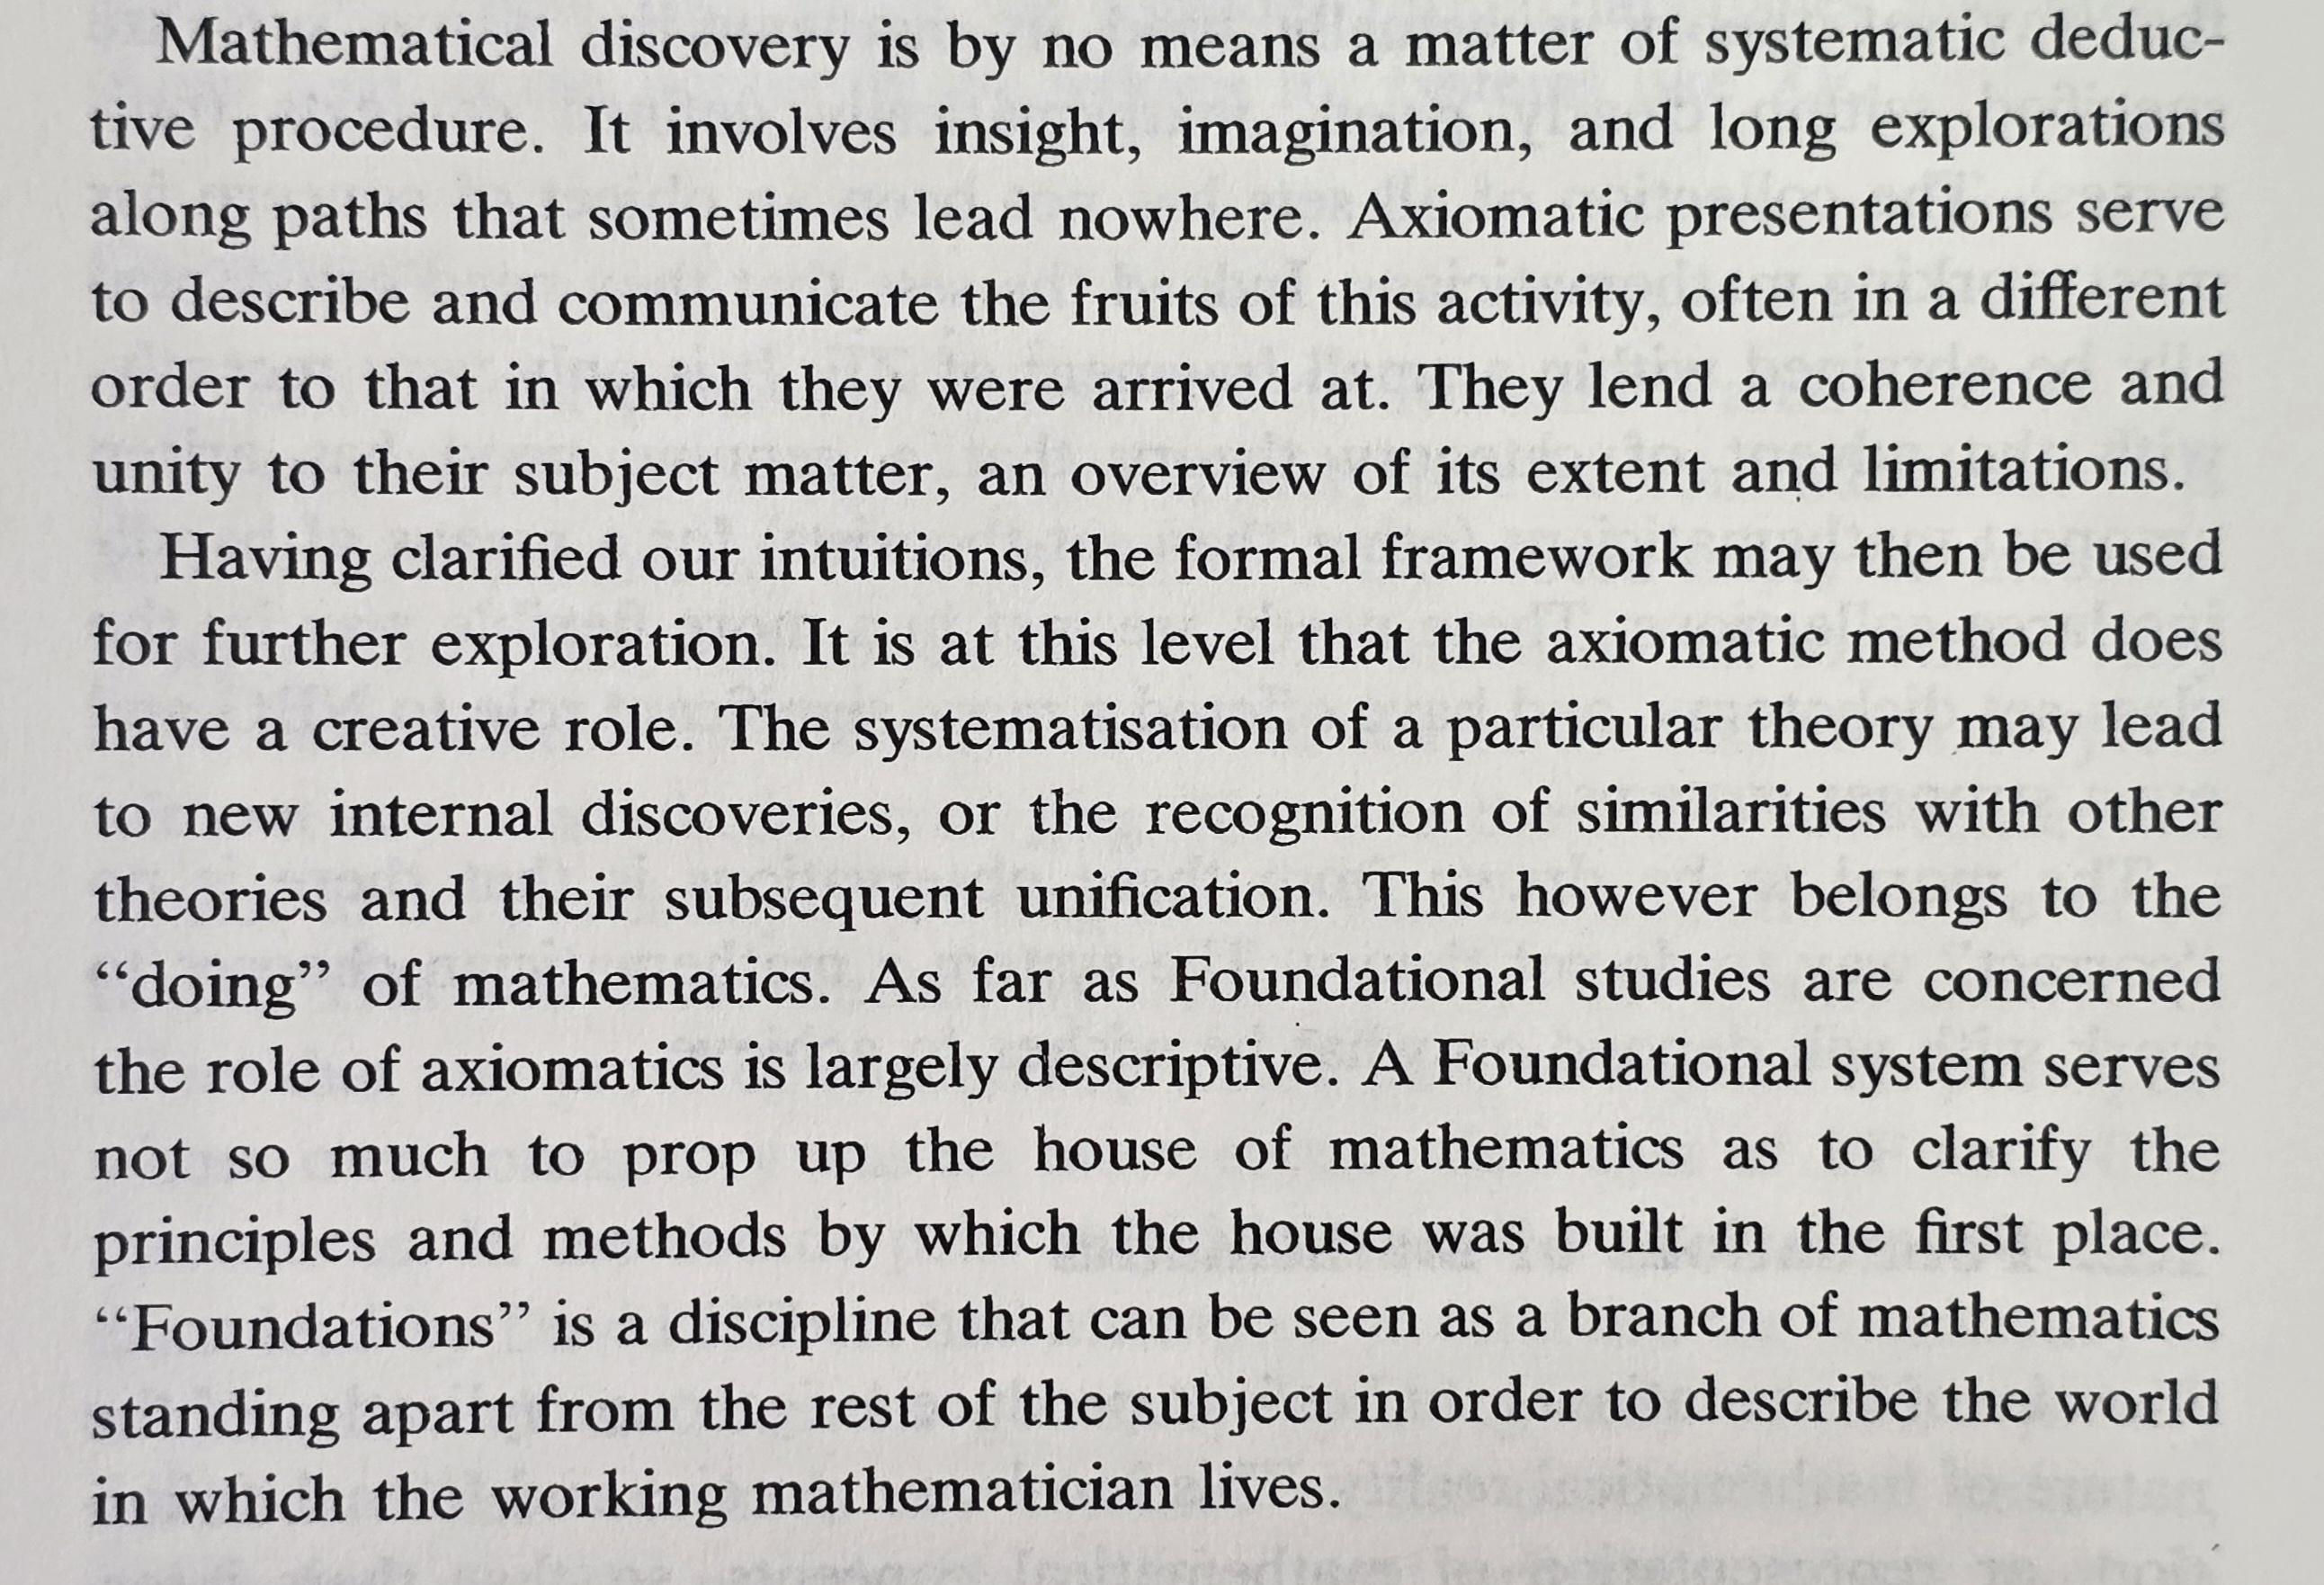 Mathematical discovery is by no means a matter of systematic deduc-
tive procedure. It involves insight, imagination, and long explorations
along paths that sometimes lead nowhere. Axiomatic presentations serve
to describe and communicate the fruits of this activity, often in a different
order to that in which they were arrived at. They lend a coherence and
unity to their subject matter, an overview of its extent and limitations.
Having clarified our intuitions, the formal framework may then be used
for further exploration. It is at this level that the axiomatic method does
have a creative role. The systematisation of a particular theory may lead
to new internal discoveries, or the recognition of similarities with other
theories and their subsequent unification. This however belongs to the
“doing” of mathematics. As far as Foundational studies are concerned
the role of axiomatics is largely descriptive. A Foundational system serves
not so much to prop up the house of mathematics as to clarify the
principles and methods by which the house was built in the first place.
“Foundations” is a discipline that can be seen as a branch of mathematics
standing apart from the rest of the subject in order to describe the world
in which the working mathematician lives.